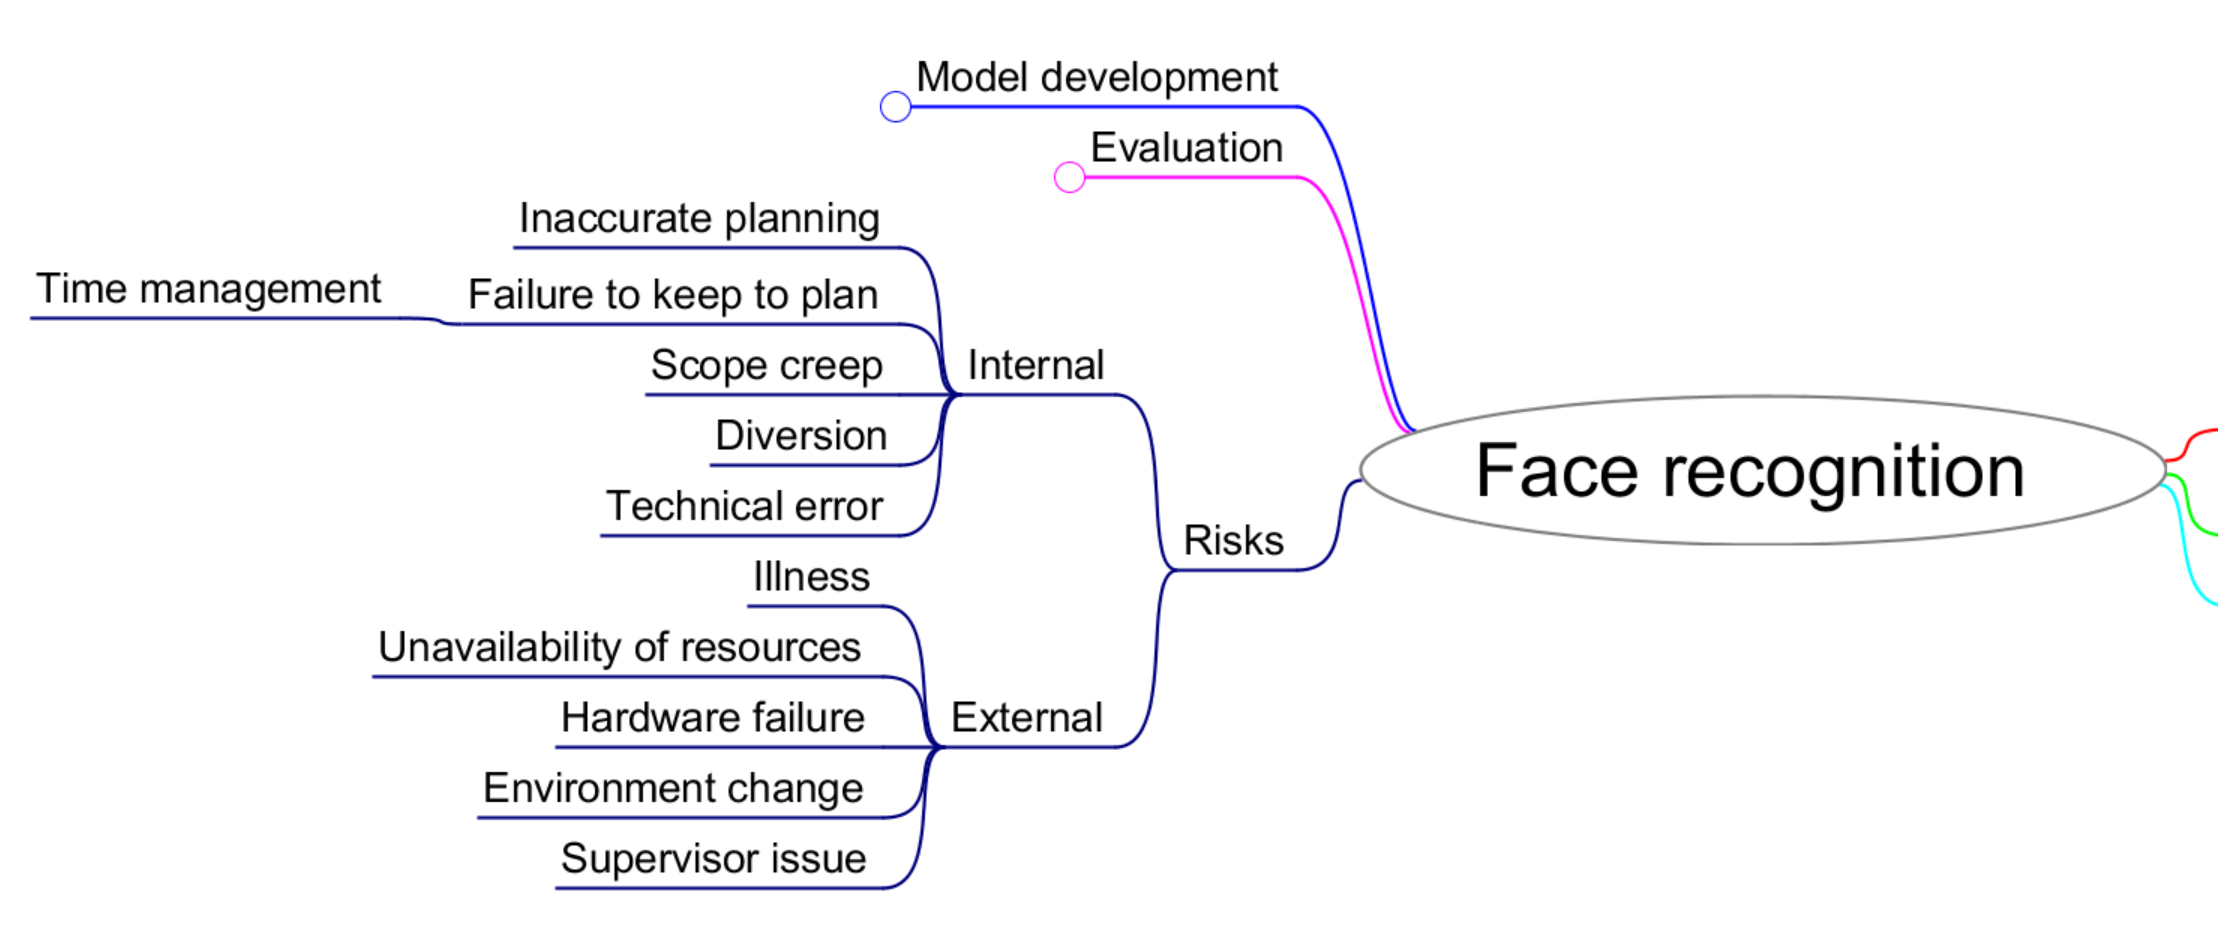 Model development
Evaluation
Inaccurate planning
Time management
Failure to keep to plan
Scope creep
Internal
Diversion
Technical error
Face recognition
Risks
Illness
Unavailability of resources
Hardware failure
External
Environment change
Supervisor issue